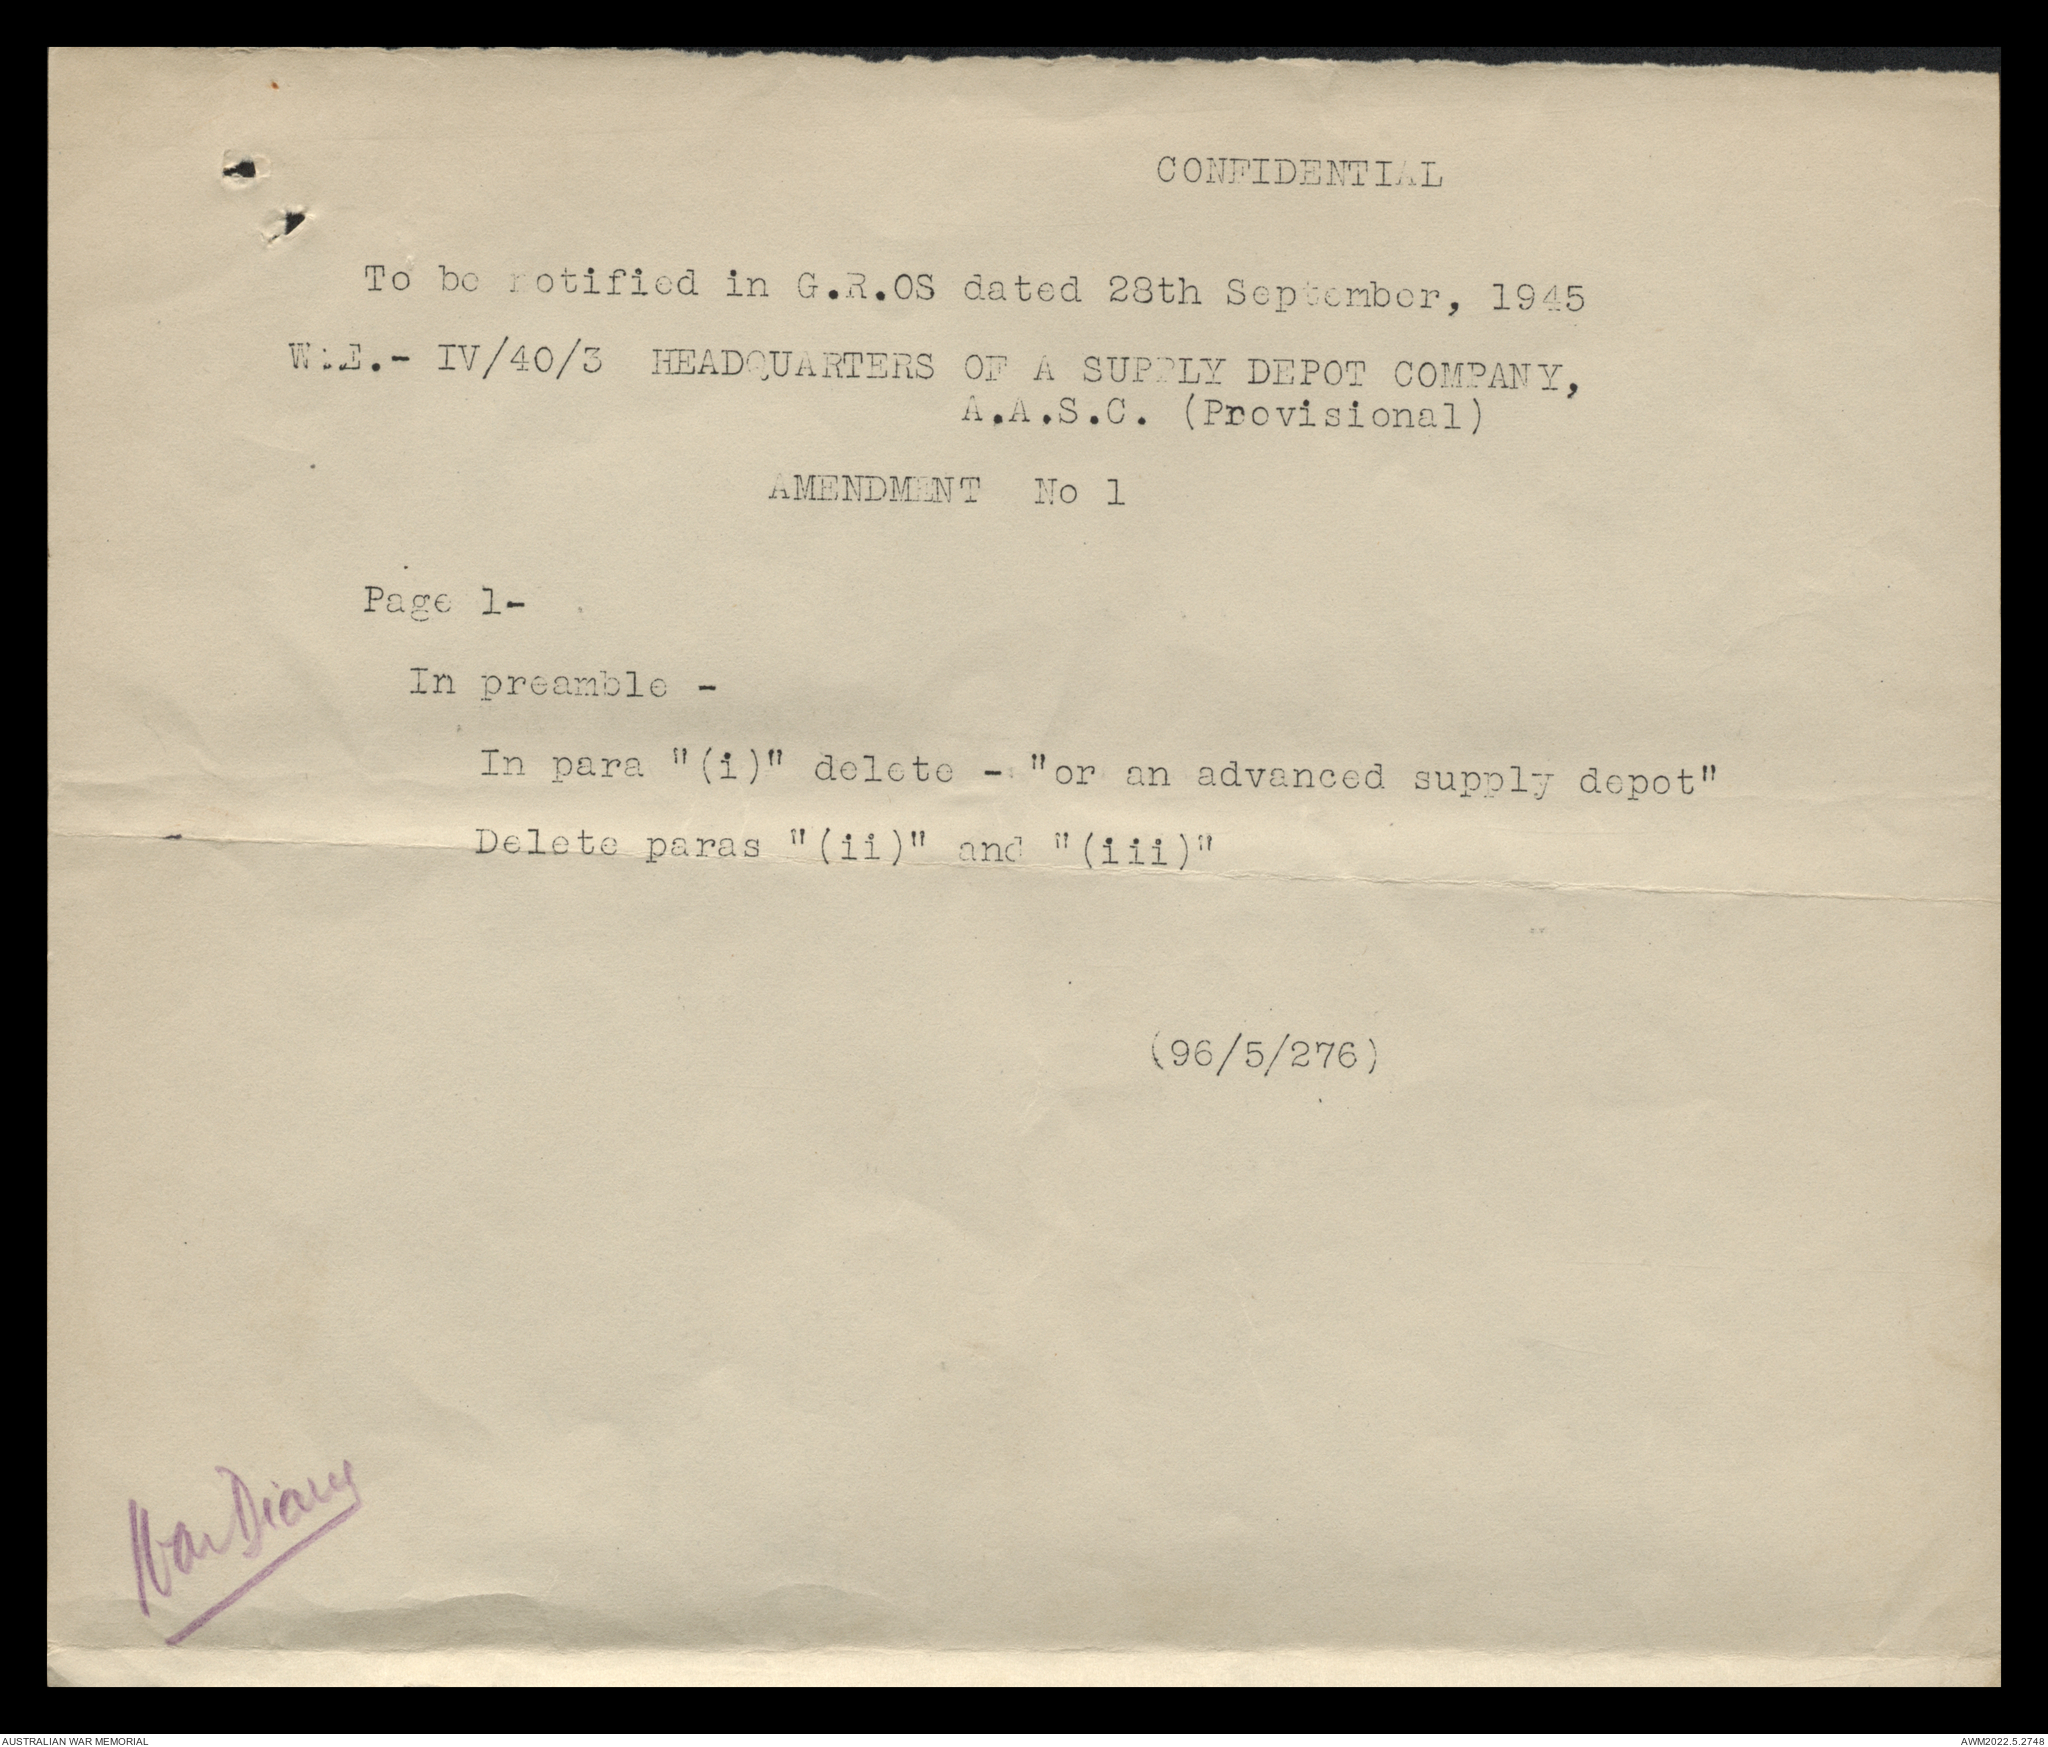 CONFIDENTIAL
To be notified in G.R.OS dated 28th September, 1945
W.E.- IV/40/3 HEADQUARTERS OF A SUPPLY DEPOT COMPANY,
A.A.S.C. (Provisional)
AMENDMENT No 1
Page 1-
In preamble -
In para "(i)" delete - "or an advanced supply depot"
Delete paras "(ii)" and "(iii)"
(96/5/276)
War Diary
AUSTRALIAN WAR MEMORIAL
AWM2022.5.2748